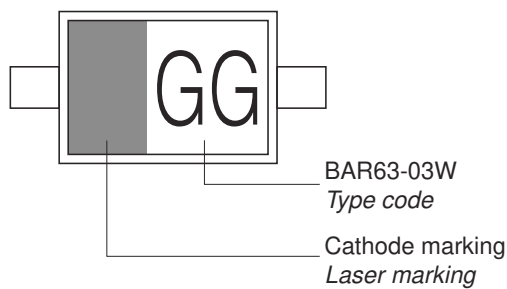 GG
BAR63-03W
Type code
Cathode marking
Laser marking